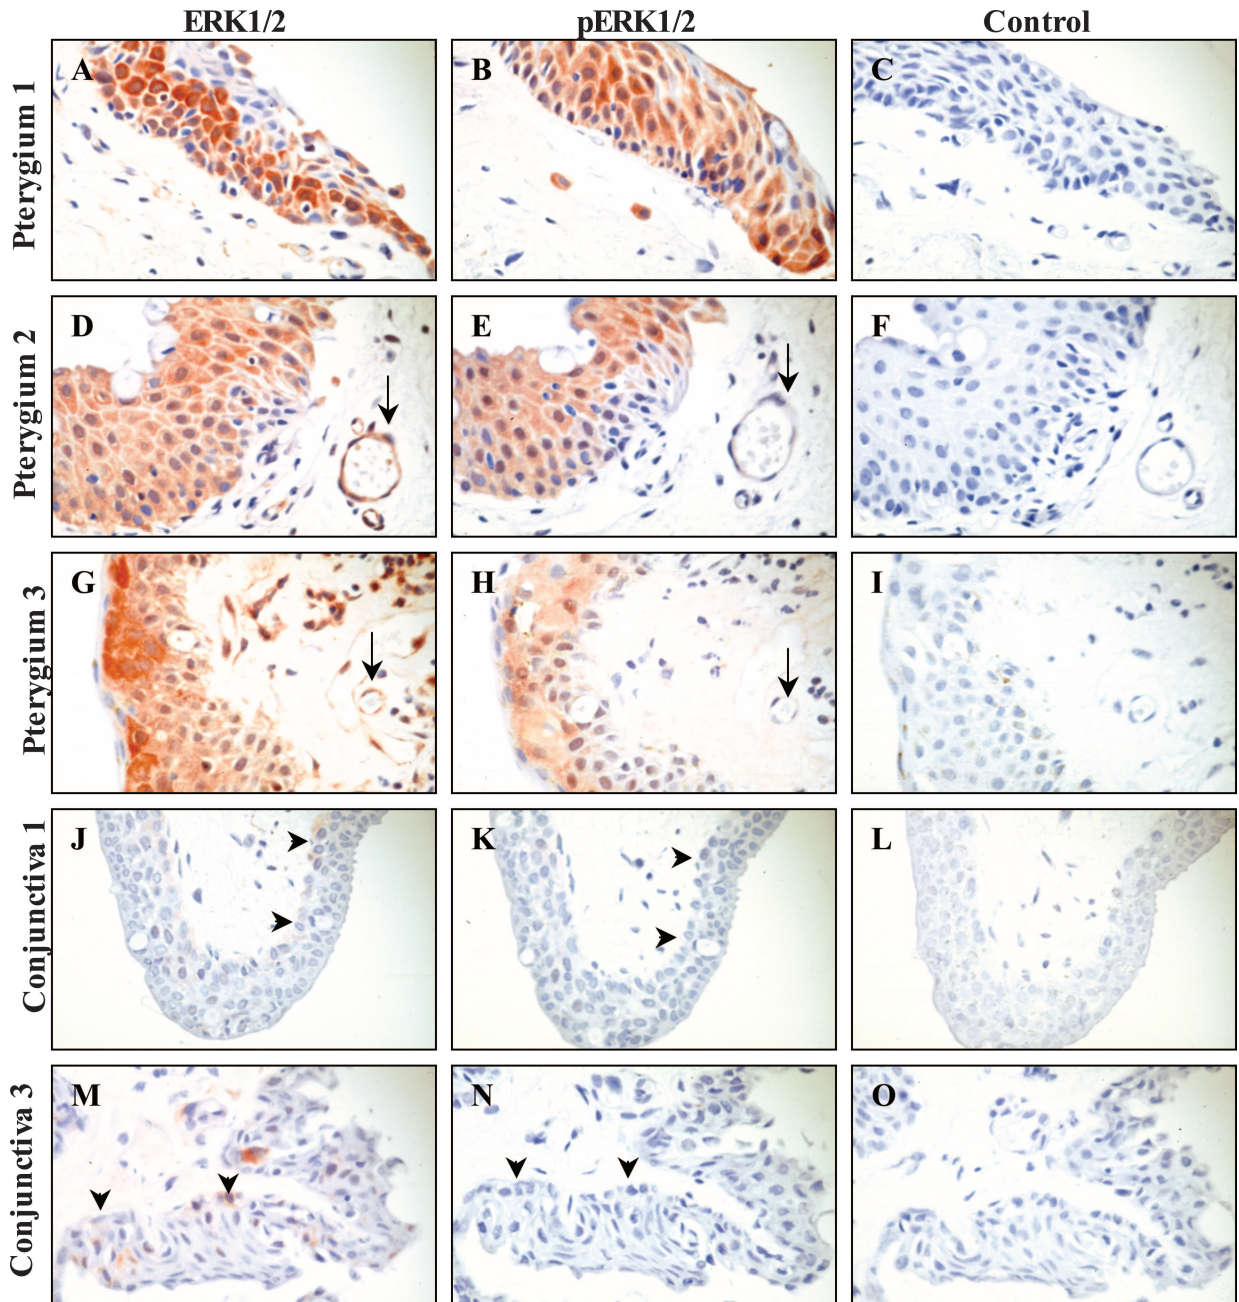 ERK1/2 pERK1/2 Control
Pterygium 1
A B C
Pterygium 2
D E F
Pterygium 3
G H I
Conjunctiva 1
J K L
Conjunctiva 3
M N O